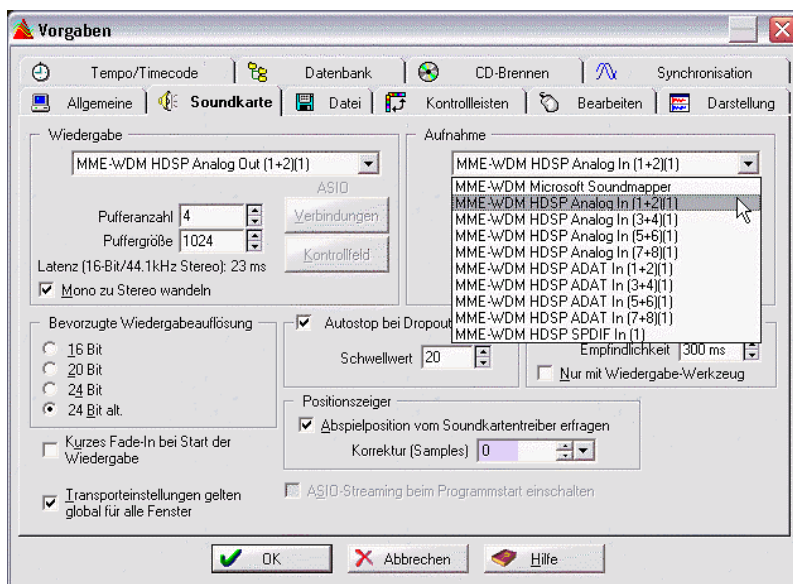 Vorgaben
Tempo/Timecode
Datenbank
CD-Brennen
Synchronisation
Allgemeine
Soundkarte
Datei
Kontrolleisten
Bearbeiten
Darstellung
Wiedergabe
MME-WDM HDSP Analog Out (1+2)(1)
ASIO
Pufferanzahl 4
Verbindungen
Puffergröße 1024
Kontrollfeld
Latenz (16-Bit/44.1kHz Stereo): 23 ms
Mono zu Stereo wandeln
Aufnahme
MME-WDM HDSP Analog In (1+2)(1)
MME-WDM Microsoft Soundmapper
MME-WDM HDSP Analog In (1+2)(1)
MME-WDM HDSP Analog In (3+4)(1)
MME-WDM HDSP Analog In (5+6)(1)
MME-WDM HDSP Analog In (7+8)(1)
MME-WDM HDSP ADAT In (1+2)(1)
MME-WDM HDSP ADAT In (3+4)(1)
MME-WDM HDSP ADAT In (5+6)(1)
MME-WDM HDSP ADAT In (7+8)(1)
MME-WDM HDSP SPDIF In (1)
Bevorzugte Wiedergabeauflösung
16 Bit
20 Bit
24 Bit
24 Bit alt.
Autostop bei Dropout
Schwellwert 20
Empfindlichkeit 300 ms
Nur mit Wiedergabe-Werkzeug
Positionszeiger
Abspielposition vom Soundkartentreiber erfragen
Korrektur (Samples) 0
Kurzes Fade-In bei Start der
Wiedergabe
Transporteinstellungen gelten
global für alle Fenster
ASIO-Streaming beim Programmstart einschalten
OK
Abbrechen
Hilfe